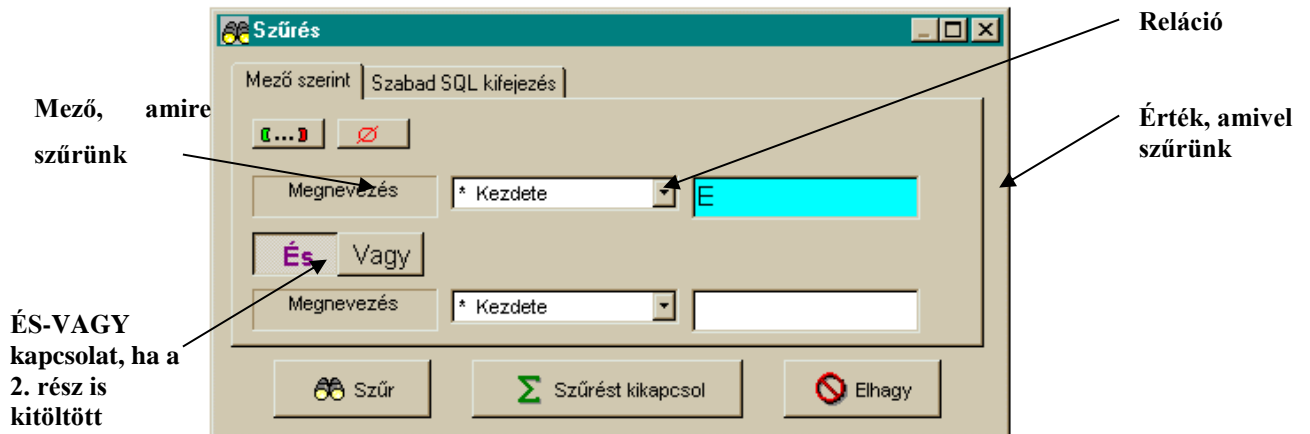 Szűrés
Reláció
Mező szerint
Szabad SQL kifejezés
Mező, amire
szűrünk
Érték, amivel
szűrünk
(...)
Megnevezés
* Kezdete
E
És
Vagy
Megnevezés
* Kezdete
ÉS-VAGY
kapcsolat, ha a
2. rész is
kitöltött
Szűr
Szűrést kikapcsol
Elhagy